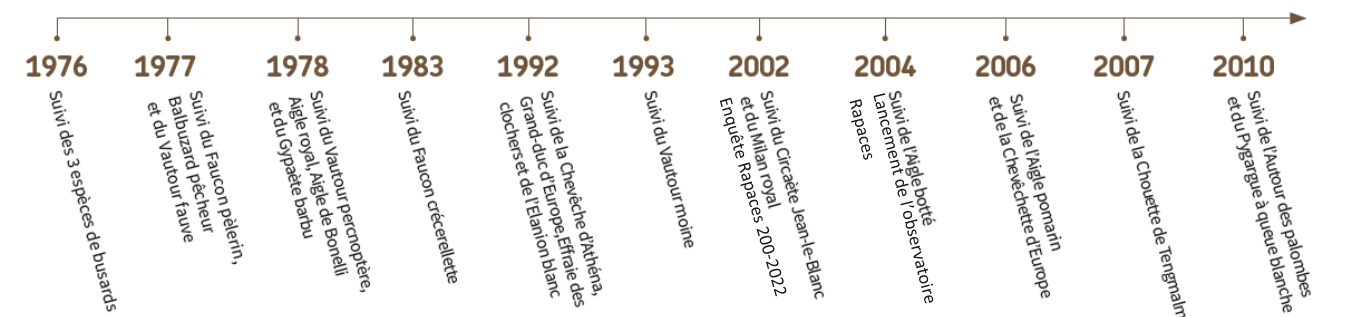 1976
Suivi des 3 espèces de busards
1977
Suivi du Faucon pèlerin,
Balbuzard pêcheur
et du Vautour fauve
1978
Suivi du Vautour percnoptère,
Aigle royal, Aigle de Bonelli
et du Gypaète barbu
1983
Suivi du Faucon crécerellette
1992
Suivi de la Chevêche d'Athéna,
Grand-duc d'Europe, Effraie des
clochers et de l'Elanion blanc
1993
Suivi du Vautour moine
2002
Suivi du Circaète Jean-le-Blanc
et du Milan royal
Enquête Rapaces 200-2022
2004
Suivi de l'Aigle botté
Lancement de l'observatoire
Rapaces
2006
Suivi de l'Aigle pomarin
et de la Chevêchette d'Europe
2007
Suivi de la Chouette de Tengmalm
2010
Suivi de l'Autour des palombes
et du Pygargue à queue blanche